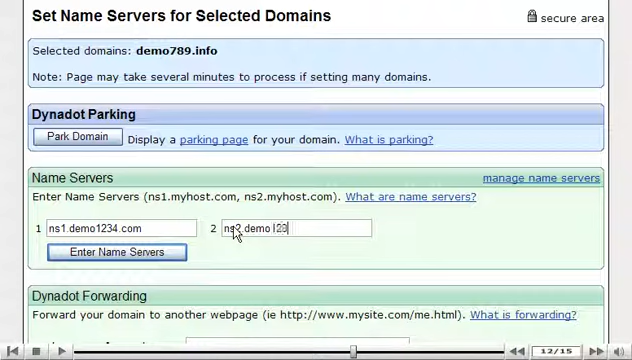 Set Name Servers for Selected Domains
secure area
Selected domains: demo789.info
Note: Page may take several minutes to process if setting many domains.
Dynadot Parking
Park Domain Display a parking page for your domain. What is parking?
Name Servers manage name servers
Enter Name Servers (ns1.myhost.com, ns2.myhost.com). What are name servers?
1 ns1.demo1234.com 2 ns2.demo123
Enter Name Servers
Dynadot Forwarding
Forward your domain to another webpage (ie http://www.mysite.com/me.html). What is forwarding?
12/15